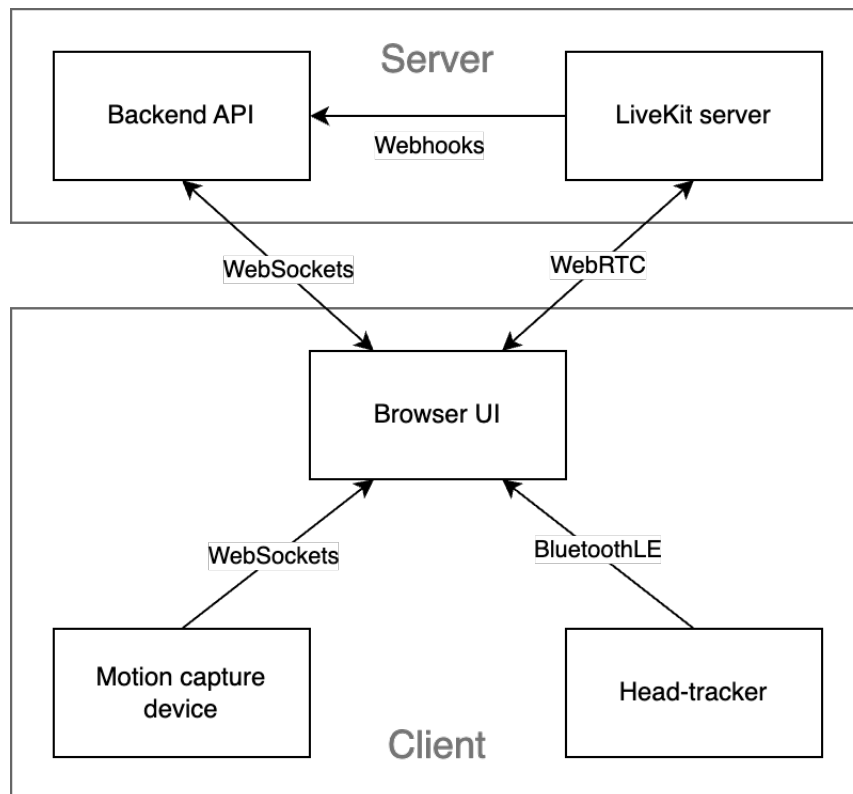 Server
Backend API
LiveKit server
Webhooks
WebSockets
WebRTC
Browser UI
WebSockets
BluetoothLE
Motion capture
device
Head-tracker
Client